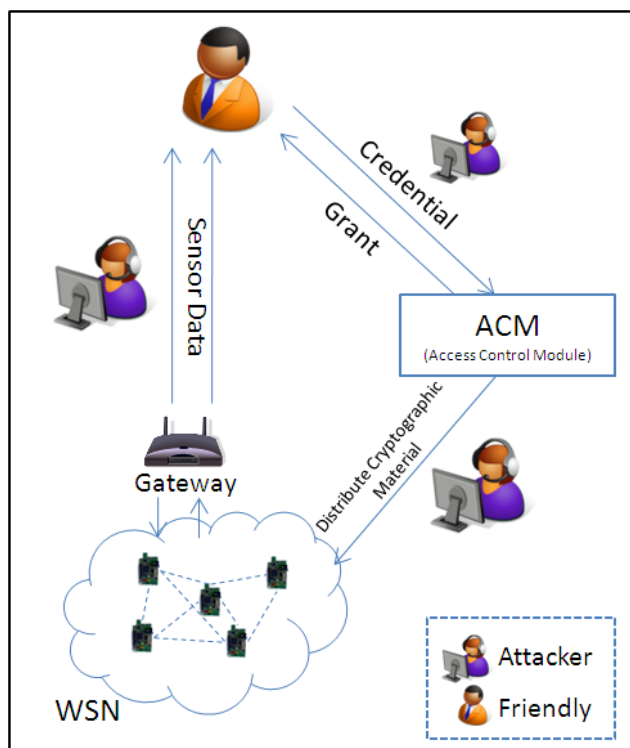 Credential
Grant
Sensor Data
ACM
(Access Control Module)
Distribute Cryptographic
Material
Gateway
WSN
Attacker
Friendly